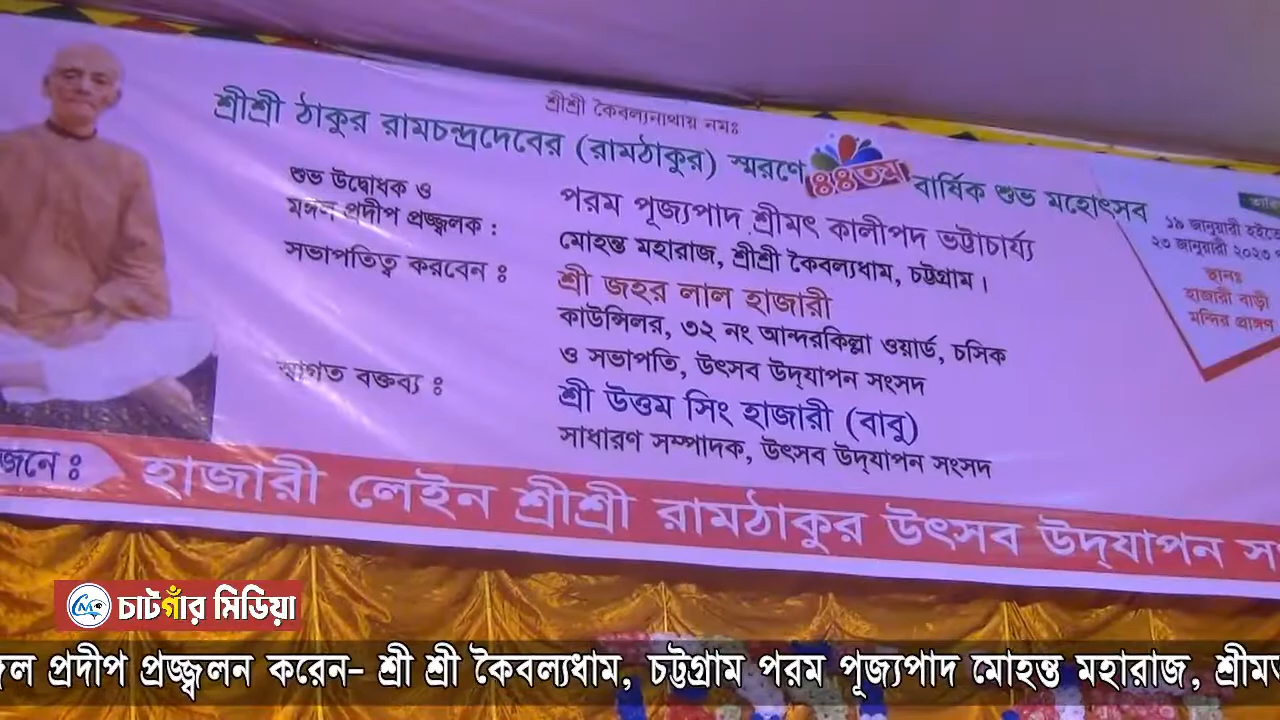 শ্রীশ্রী কৈবল্যনাথায় নমঃ
শ্রীশ্রী ঠাকুর রামচন্দ্রদেবের (রামঠাকুর) স্মরণে ৪৪তম বার্ষিক শুভ মহোৎসব
শুভ উদ্বোধক ও
মঙ্গল প্রদীপ প্রজ্জ্বলক :
পরম পূজ্যপাদ শ্রীমৎ কালীপদ ভট্টাচার্য্য
মোহন্ত মহারাজ, শ্রীশ্রী কৈবল্যধাম, চট্টগ্রাম।
সভাপতিত্ব করবেন ঃ
শ্রী জহর লাল হাজারী
কাউন্সিলর, ৩২ নং আন্দরকিল্লা ওয়ার্ড, চসিক
ও সভাপতি, উৎসব উদ্‌যাপন সংসদ
স্বাগত বক্তব্য ঃ
শ্রী উত্তম সিং হাজারী (বাবু)
সাধারণ সম্পাদক, উৎসব উদ্‌যাপন সংসদ
১৯ জানুয়ারী হইতে
২৩ জানুয়ারী ২০২৩
স্থানঃ
হাজারী বাড়ী
মন্দির প্রাঙ্গণ
জনে ঃ হাজারী লেইন শ্রীশ্রী রামঠাকুর উৎসব উদ্‌যাপন স
চাটগাঁর মিডিয়া
প্রদীপ প্রজ্জ্বলন করেন- শ্রী শ্রী কৈবল্যধাম, চট্টগ্রাম পরম পূজ্যপাদ মোহন্ত মহারাজ,